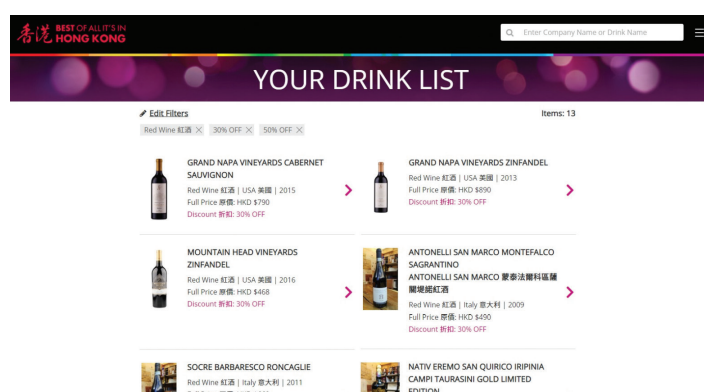 香港 BEST OF ALL IT'S IN
HONG KONG
Enter Company Name or Drink Name
YOUR DRINK LIST
Edit Filters
Items: 13
Red Wine 紅酒 ×
30% OFF ×
50% OFF ×
GRAND NAPA VINEYARDS CABERNET
SAUVIGNON
Red Wine 紅酒 | USA 美國 | 2015
Full Price 原價: HKD $790
Discount 折扣: 30% OFF
GRAND NAPA VINEYARDS ZINFANDEL
Red Wine 紅酒 | USA 美國 | 2013
Full Price 原價: HKD $890
Discount 折扣: 30% OFF
MOUNTAIN HEAD VINEYARDS
ZINFANDEL
Red Wine 紅酒 | USA 美國 | 2016
Full Price 原價: HKD $468
Discount 折扣: 30% OFF
ANTONELLI SAN MARCO MONTEFALCO
SAGRANTINO
ANTONELLI SAN MARCO 蒙泰法爾科區薩
關堤諾紅酒
Red Wine 紅酒 | Italy 意大利 | 2009
Full Price 原價: HKD $490
Discount 折扣: 30% OFF
SOCRE BARBARESCO RONCAGLIE
Red Wine 紅酒 | Italy 意大利 | 2011
NATIV EREMO SAN QUIRICO IRIPINIA
CAMPI TAURASINI GOLD LIMITED
EDITION